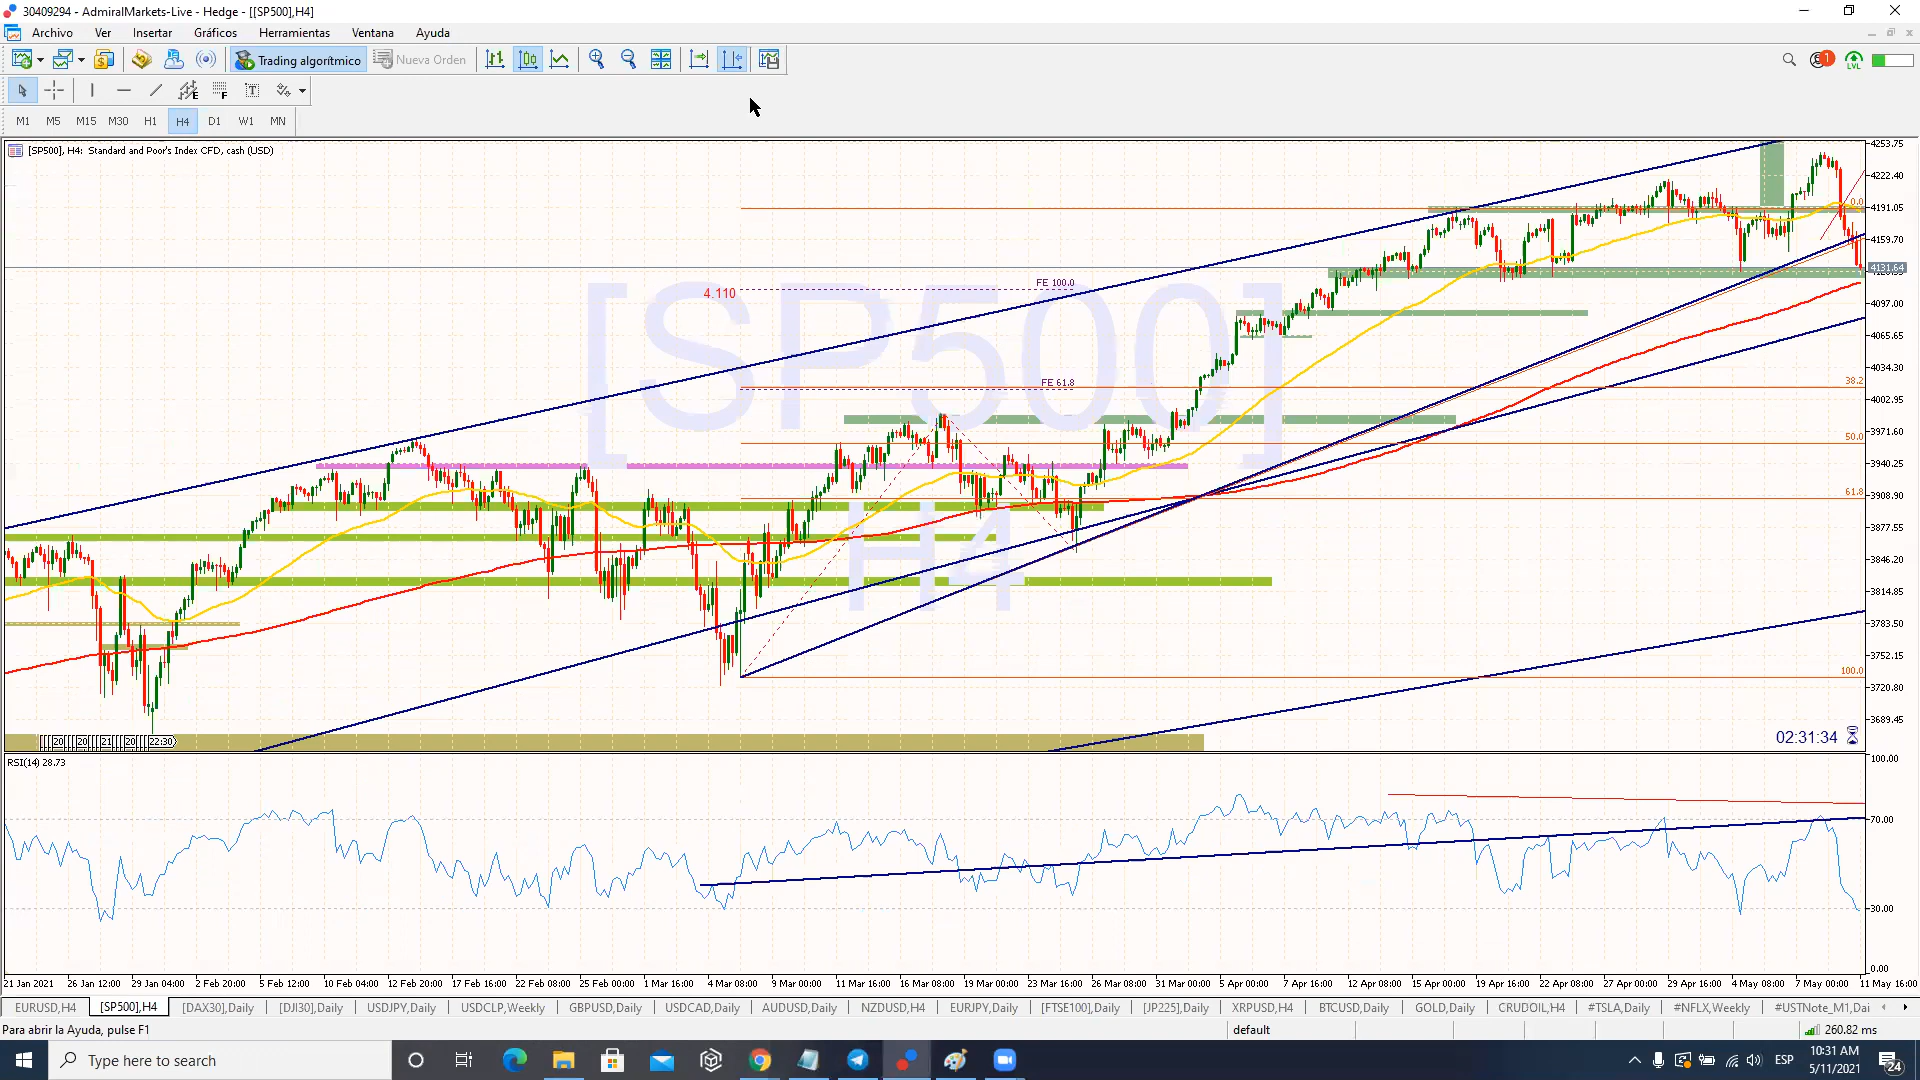 30409294 - AdmiralMarkets-Live - Hedge - [[SP500],H4]
Archivo Ver Insertar Gráficos Herramientas Ventana Ayuda
Trading algorítmico Nueva Orden
1
LVL
E F T
M1 M5 M15 M30 H1 H4 D1 W1 MN
[SP500], H4: Standard and Poor's Index CFD, cash (USD)
[SP500]
H4
4.110
FE 100.0
FE 61.8
0.0
38.2
50.0
61.8
100.0
4253.75
4222.40
4191.05
4159.70
4131.64
4097.00
4065.65
4034.30
4002.95
3971.60
3940.25
3908.90
3877.55
3846.20
3814.85
3783.50
3752.15
3720.80
3689.45
20 20 21 20 22:30
02:31:34
RSI(14) 28.73
100.00
70.00
30.00
0.00
21 Jan 2021 26 Jan 12:00 29 Jan 04:00 2 Feb 20:00 5 Feb 12:00 10 Feb 04:00 12 Feb 20:00 17 Feb 16:00 22 Feb 08:00 25 Feb 00:00 1 Mar 16:00 4 Mar 08:00 9 Mar 00:00 11 Mar 16:00 16 Mar 08:00 19 Mar 00:00 23 Mar 16:00 26 Mar 08:00 31 Mar 00:00 5 Apr 00:00 7 Apr 16:00 12 Apr 08:00 15 Apr 00:00 19 Apr 16:00 22 Apr 08:00 27 Apr 00:00 29 Apr 16:00 4 May 08:00 7 May 00:00 11 May 16:00
EURUSD,H4 [SP500],H4 [DAX30],Daily [DJI30],Daily USDJPY,Daily USDCLP,Weekly GBPUSD,Daily USDCAD,Daily AUDUSD,Daily NZDUSD,H4 EURJPY,Daily [FTSE100],Daily [JP225],Daily XRPUSD,H4 BTCUSD,Daily GOLD,Daily CRUDOIL,H4 #TSLA,Daily #NFLX,Weekly #USTNote_M1,Dai
Para abrir la Ayuda, pulse F1 default 260.82 ms
Type here to search
ESP
10:31 AM
5/11/2021
24